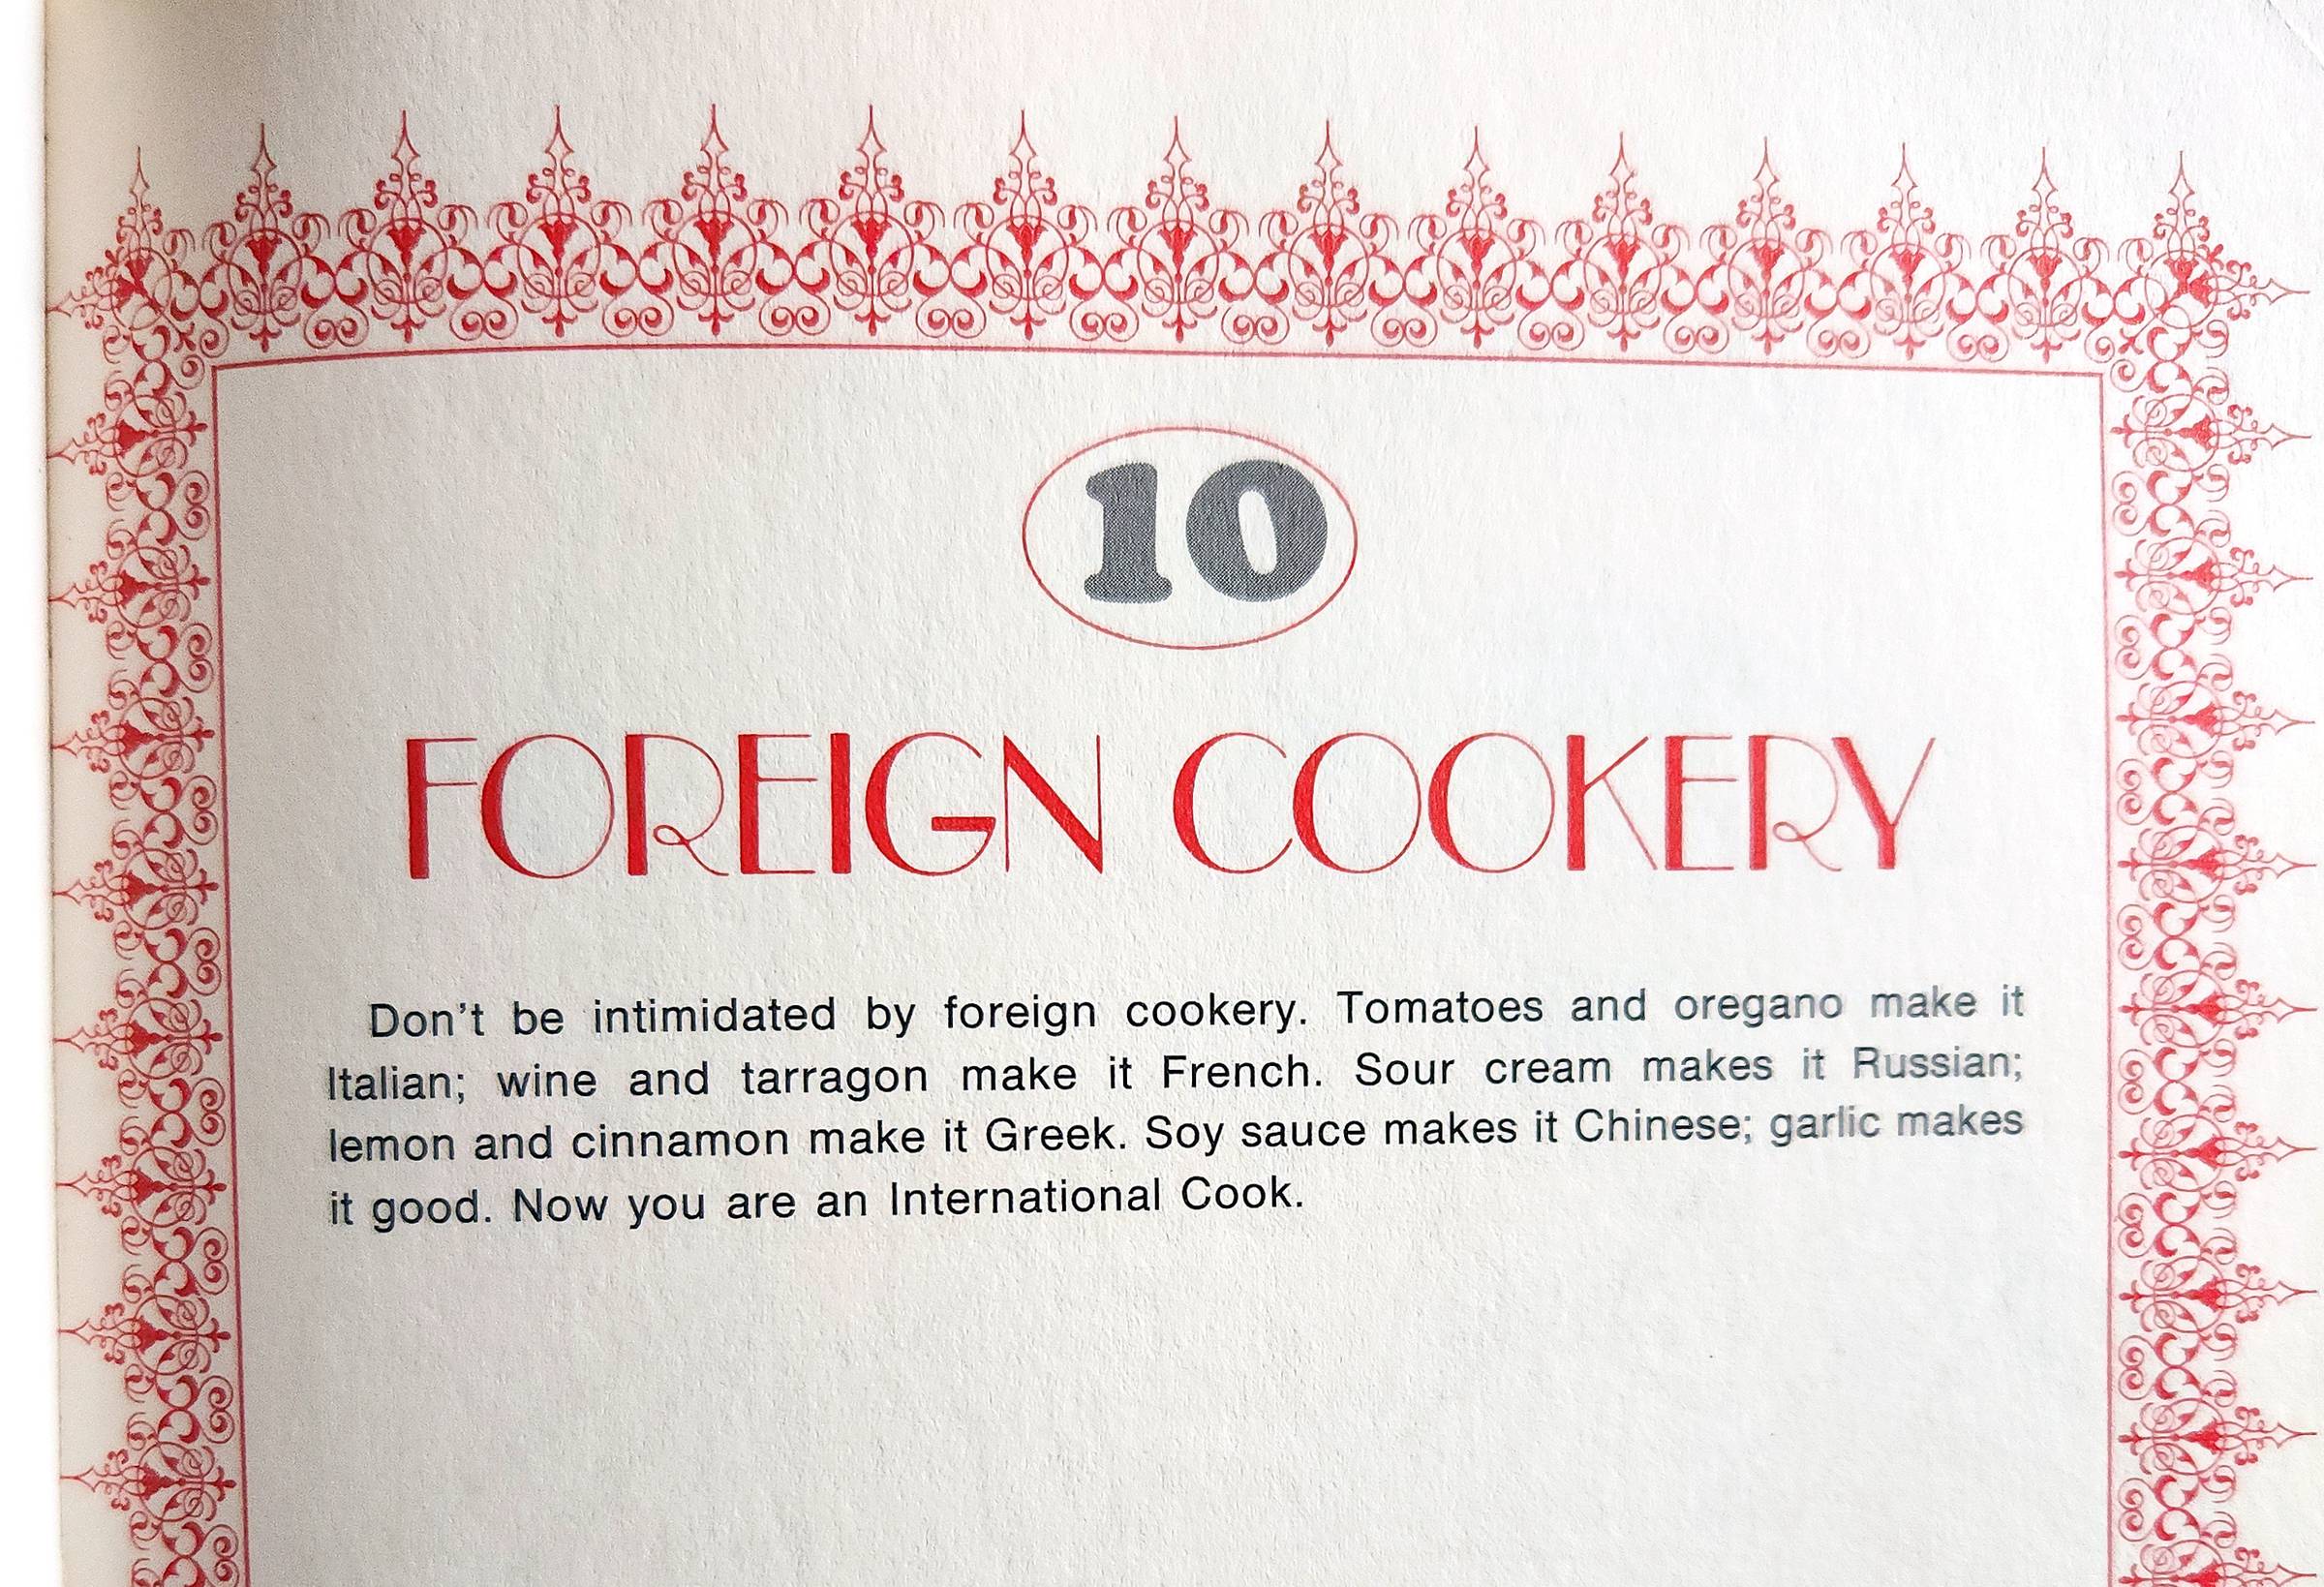 10
FOREIGN COOKERY
Don't be intimidated by foreign cookery. Tomatoes and oregano make it
Italian; wine and tarragon make it French. Sour cream makes it Russian;
lemon and cinnamon make it Greek. Soy sauce makes it Chinese; garlic makes
it good. Now you are an International Cook.